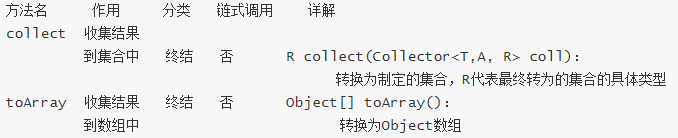 方法名 作用 分类 链式调用 详解
collect 收集结果
到集合中 终结 否 R collect(Collector<T,A, R> coll):
转换为制定的集合，R代表最终转为的集合的具体类型
toArray 收集结果 终结 否 Object[] toArray():
到数组中 转换为Object数组